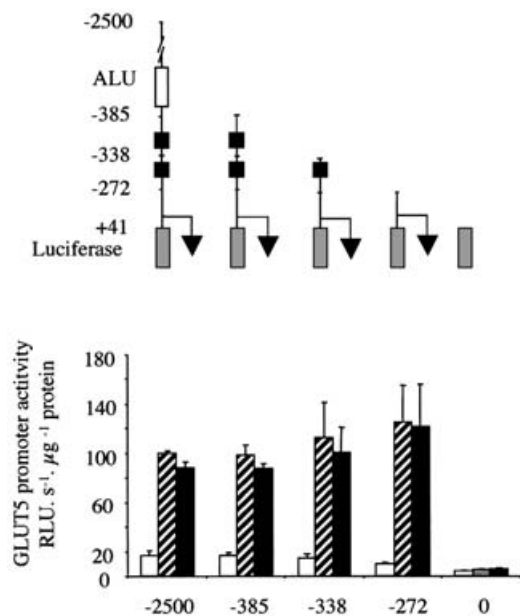 -2500
ALU
-385
-338
-272
+41
Luciferase
GLUT5 promoter actitvity
RLU. s⁻¹. µg ⁻¹ protein
180
140
100
60
20
0
-2500 -385 -338 -272 0